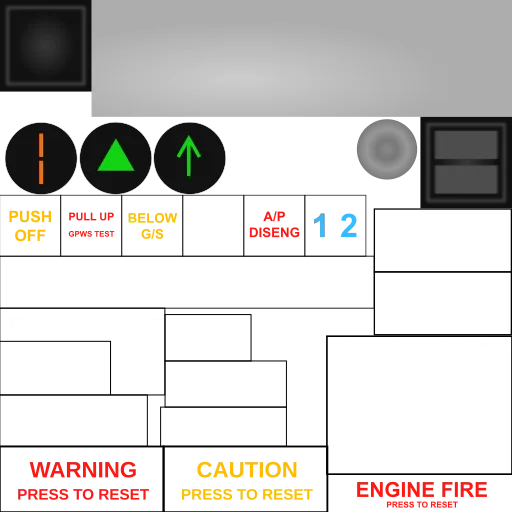 PUSH
OFF
PULL UP
GPWS TEST
BELOW
G/S
A/P
DISENG
1 2
WARNING
PRESS TO RESET
CAUTION
PRESS TO RESET
ENGINE FIRE
PRESS TO RESET